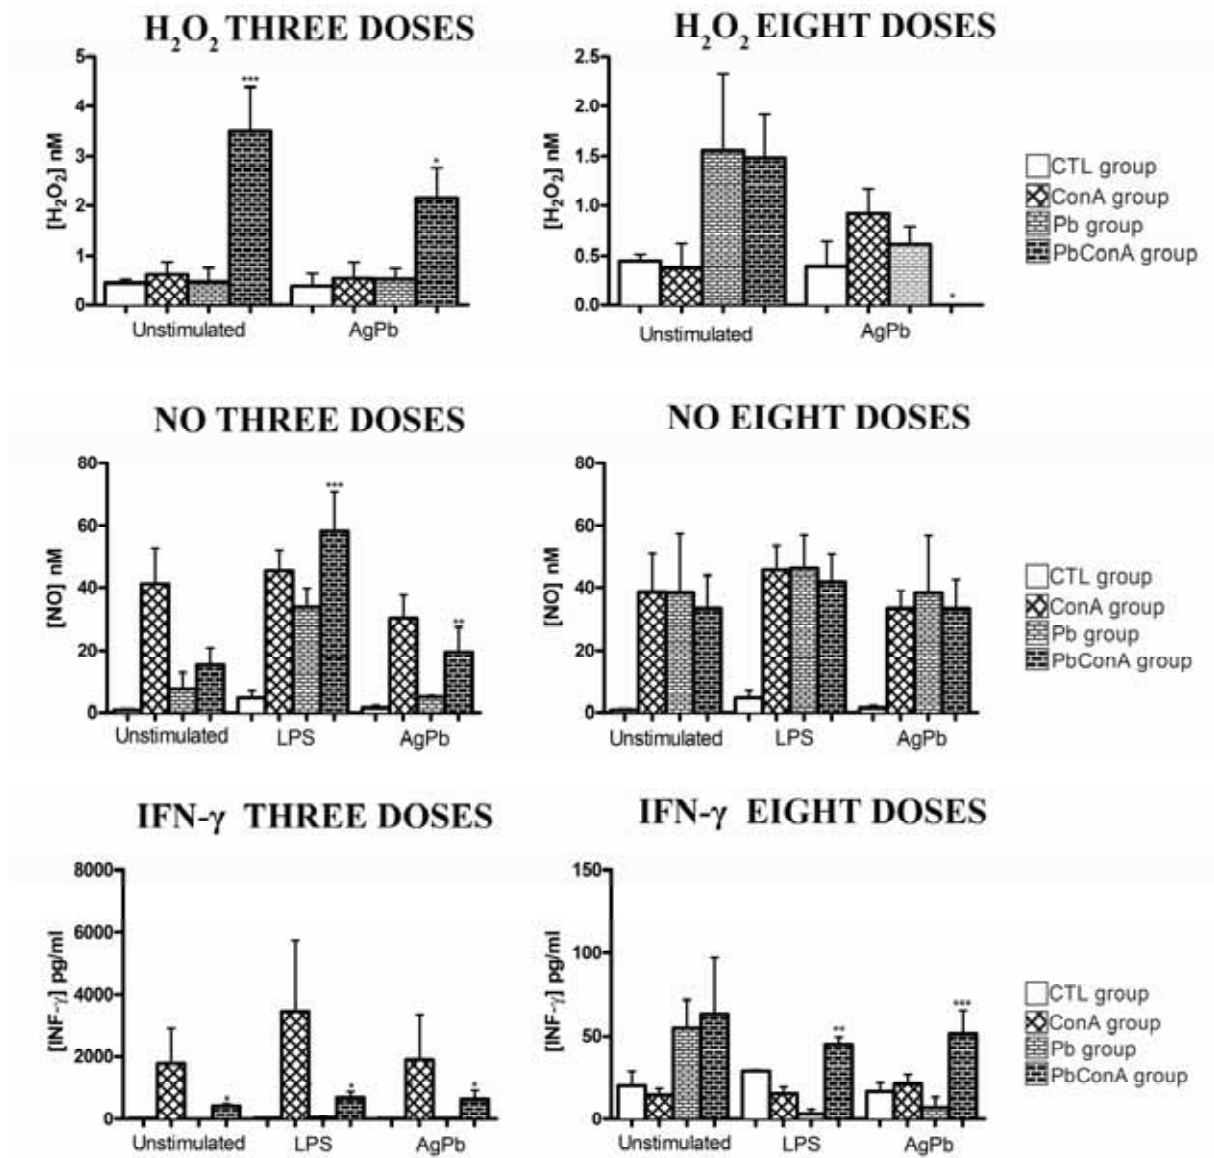 H₂O₂ THREE DOSES
5
4
3
2
1
0
[H₂O₂] nM
***
*
Unstimulated AgPb
H₂O₂ EIGHT DOSES
2.5
2.0
1.5
1.0
0.5
0.0
[H₂O₂] nM
*
Unstimulated AgPb
CTL group
ConA group
Pb group
PbConA group
NO THREE DOSES
80
60
40
20
0
[NO] nM
***
**
Unstimulated LPS AgPb
NO EIGHT DOSES
80
60
40
20
0
[NO] nM
Unstimulated LPS AgPb
CTL group
ConA group
Pb group
PbConA group
IFN-γ THREE DOSES
8000
6000
4000
2000
0
[INF-γ] pg/ml
*
*
*
Unstimulated LPS AgPb
IFN-γ EIGHT DOSES
150
100
50
0
[INF-γ] pg/ml
**
***
Unstimulated LPS AgPb
CTL group
ConA group
Pb group
PbConA group